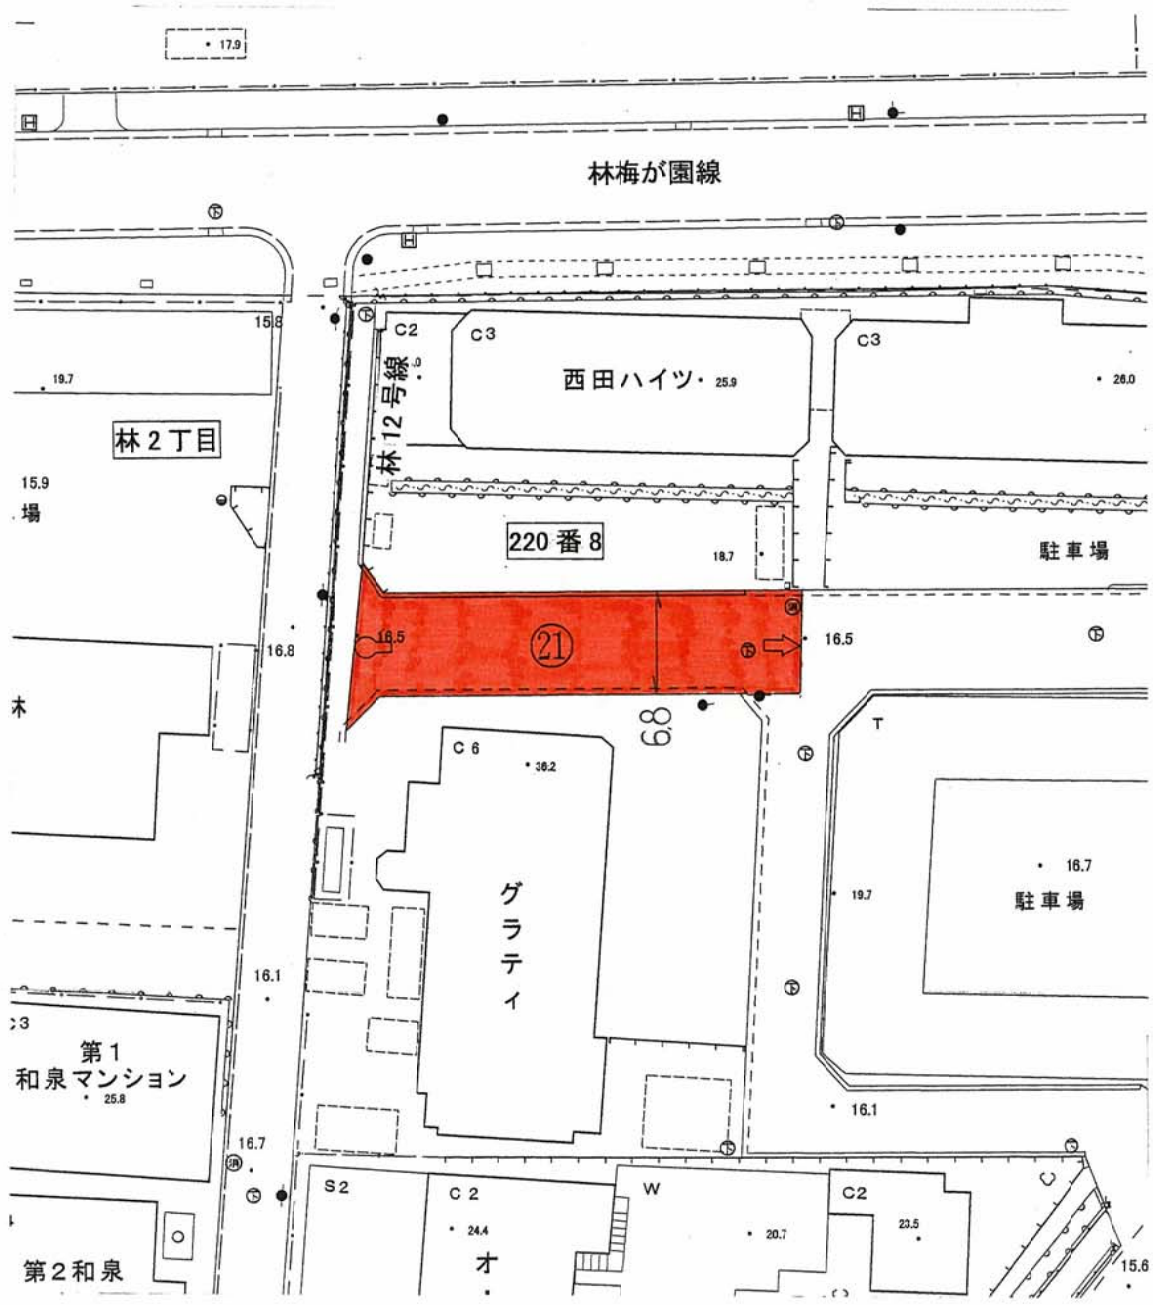 17.9
林梅が園線
15.8
C2
C3
C3
西田ハイツ
25.9
26.0
19.7
林12号線
林2丁目
15.9
場
220番8
18.7
駐車場
16.5
21
16.5
16.8
林
6.8
T
C6
36.2
16.7
19.7
駐車場
グラティ
16.1
C3
第1
和泉マンション
25.8
16.1
16.7
S2
C2
W
C2
24.4
20.7
23.5
オ
15.6
第2和泉